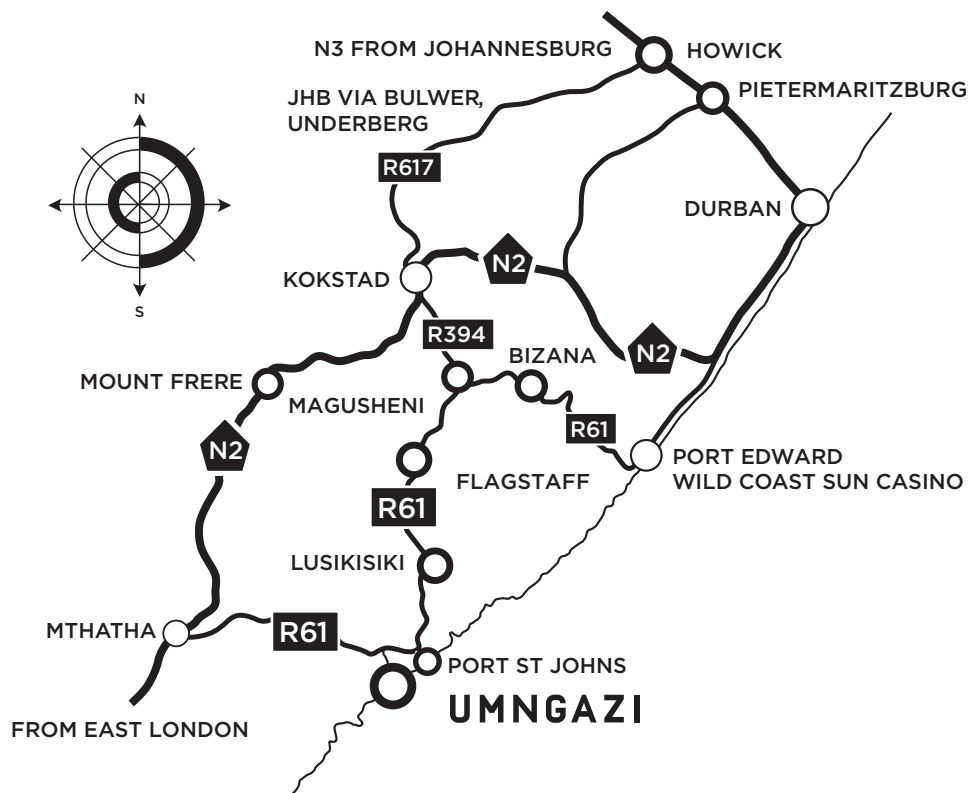 N3 FROM JOHANNESBURG
HOWICK
PIETERMARITZBURG
JHB VIA BULWER,
UNDERBERG
N
R617
DURBAN
N2
KOKSTAD
S
R394
BIZANA
N2
MOUNT FRERE
MAGUSHENI
R61
N2
PORT EDWARD
WILD COAST SUN CASINO
FLAGSTAFF
R61
LUSIKISIKI
MTHATHA
R61
PORT ST JOHNS
UMNGAZI
FROM EAST LONDON